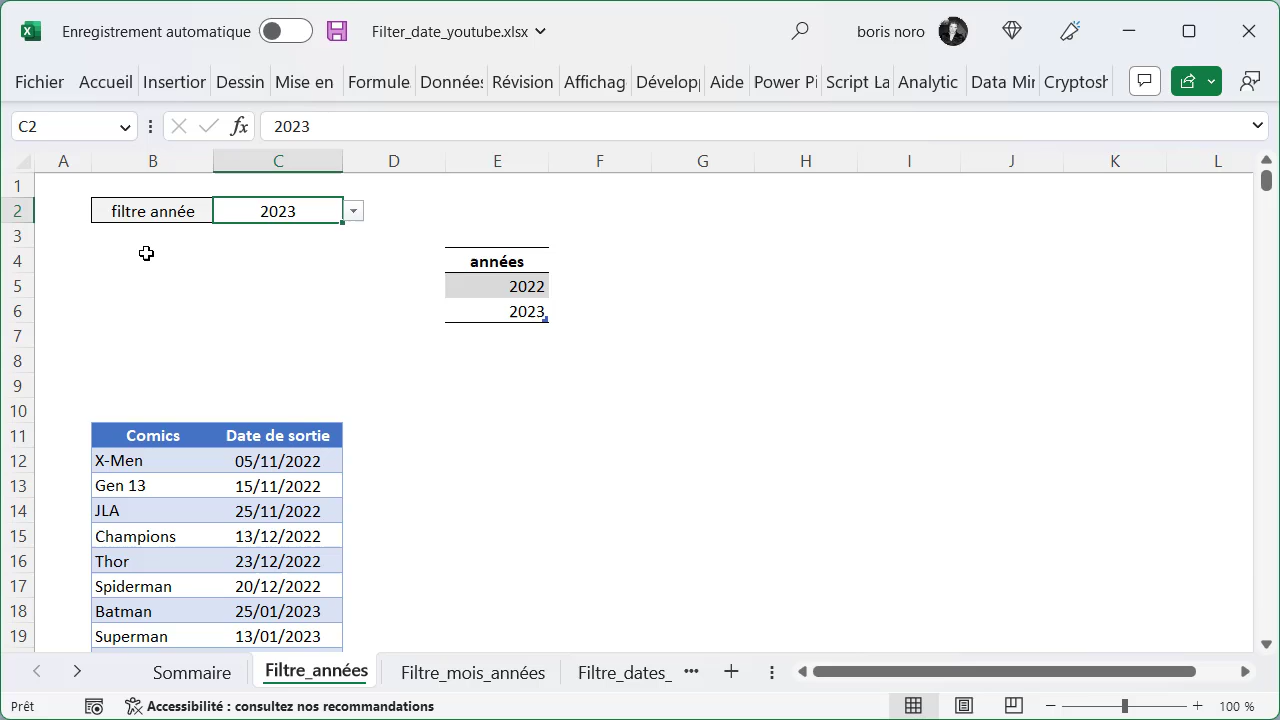 Enregistrement automatique Filter_date_youtube.xlsx boris noro
Fichier Accueil Insertior Dessin Mise en Formule Données Révision Affichag Dévelop Aide Power Pi Script La Analytic Data Mir Cryptosh
C2 fx 2023
A B C D E F G H I J K L
1
2 filtre année 2023
3
4 années
5 2022
6 2023
7
8
9
10
11 Comics Date de sortie
12 X-Men 05/11/2022
13 Gen 13 15/11/2022
14 JLA 25/11/2022
15 Champions 13/12/2022
16 Thor 23/12/2022
17 Spiderman 20/12/2022
18 Batman 25/01/2023
19 Superman 13/01/2023
Sommaire Filtre_années Filtre_mois_années Filtre_dates_ ...
Prêt Accessibilité : consultez nos recommandations 100 %